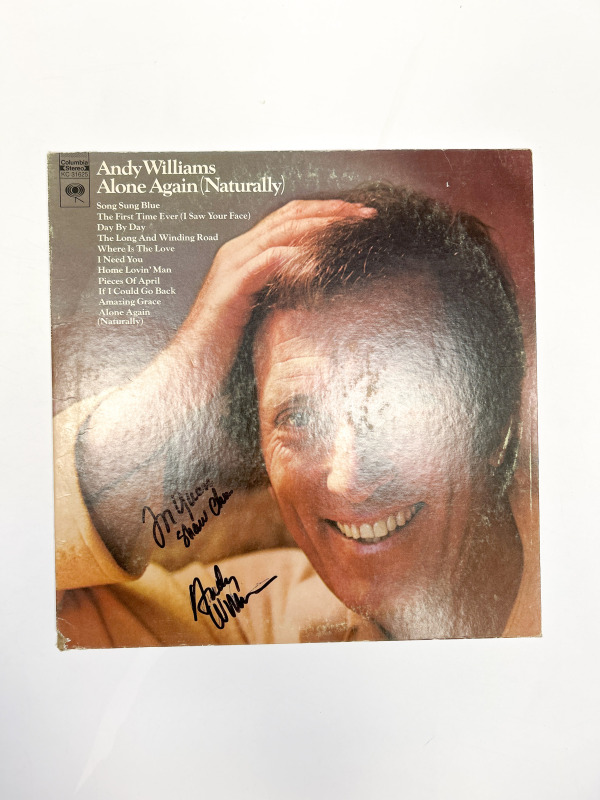 Columbia
Stereo
KC 31625
Andy Williams
Alone Again (Naturally)
Song Sung Blue
The First Time Ever (I Saw Your Face)
Day By Day
The Long And Winding Road
Where Is The Love
I Need You
Home Lovin' Man
Pieces Of April
If I Could Go Back
Amazing Grace
Alone Again
(Naturally)
Andy
Williams